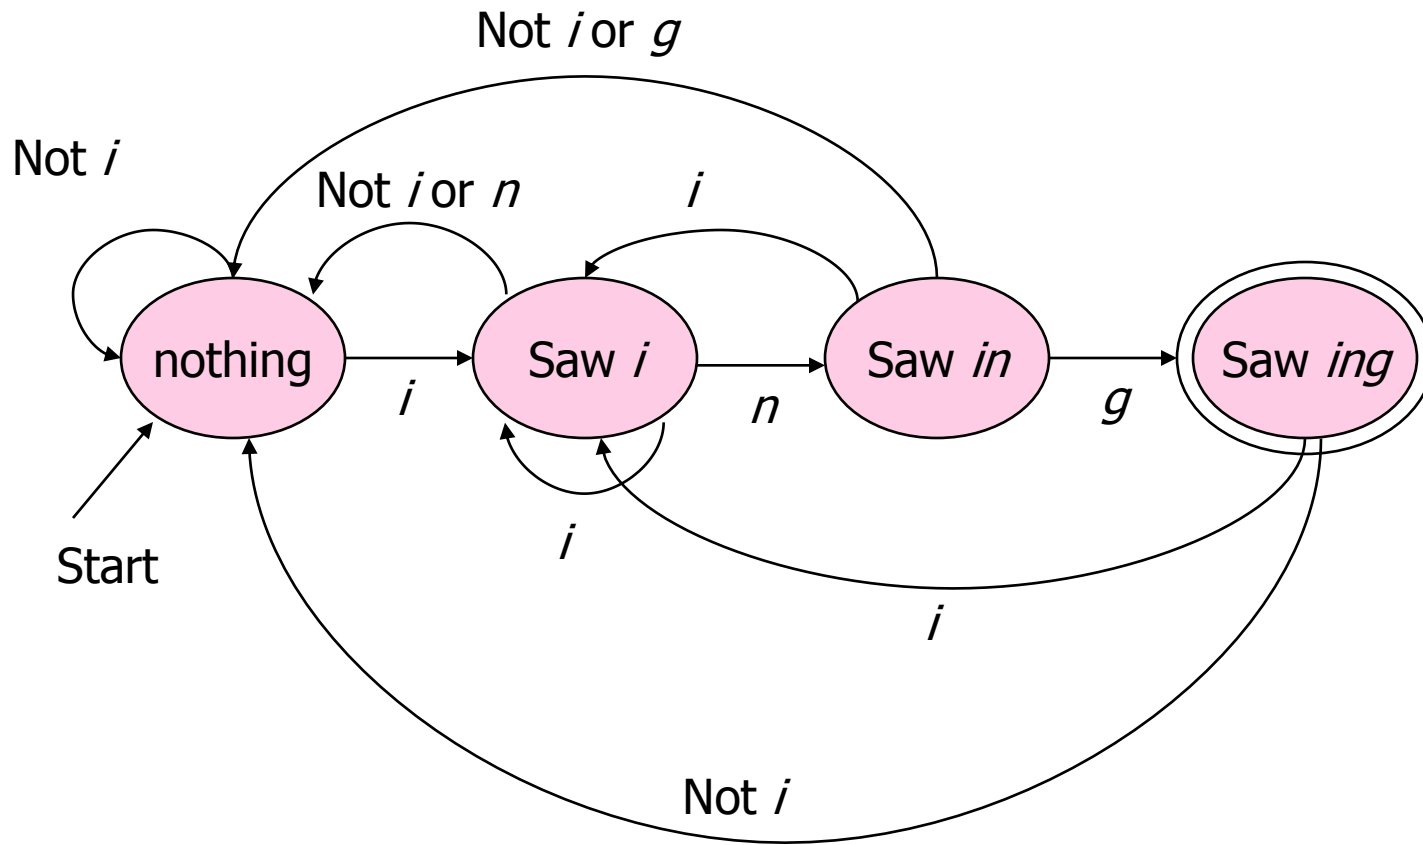 Not i or g
Not i
Not i or n
i
nothing
Saw i
Saw in
Saw ing
i
n
g
Start
i
i
Not i